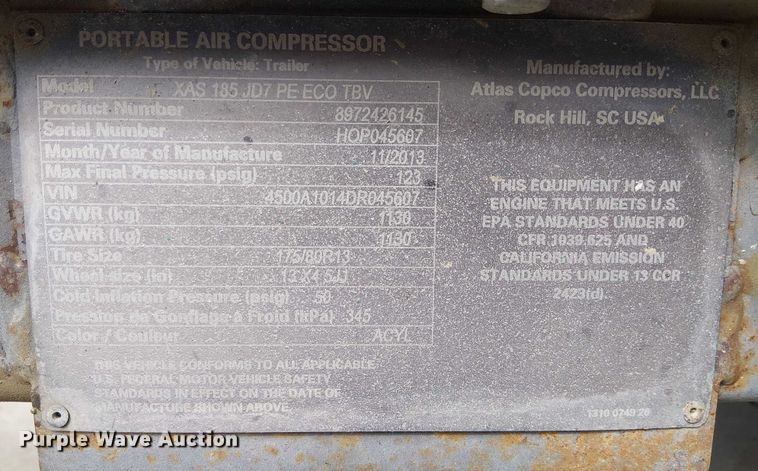 PORTABLE AIR COMPRESSOR
Type of Vehicle: Trailer
Model XAS 185 JD7 PE ECO TBV
Product Number 8972426145
Serial Number HOP045607
Month/Year of Manufacture 11/2013
Max Final Pressure (psig) 123
VIN 4500A1014DR045607
GVWR (kg) 1130
GAWR (kg) 1130
Tire Size 175/80R13
Wheel size (in) 13 X4.5JJ
Cold Inflation Pressure (psig) 50
Pression de Gonflage à Froid (kPa) 345
Color / Colour ACYL
THIS VEHICLE CONFORMS TO ALL APPLICABLE
U.S. FEDERAL MOTOR VEHICLE SAFETY
STANDARDS IN EFFECT ON THE DATE OF
MANUFACTURE SHOWN ABOVE.
Manufactured by:
Atlas Copco Compressors, LLC
Rock Hill, SC USA
THIS EQUIPMENT HAS AN
ENGINE THAT MEETS U.S.
EPA STANDARDS UNDER 40
CFR 1039.625 AND
CALIFORNIA EMISSION
STANDARDS UNDER 13 CCR
2423(d).
1310 0749 26
Purple Wave Auction